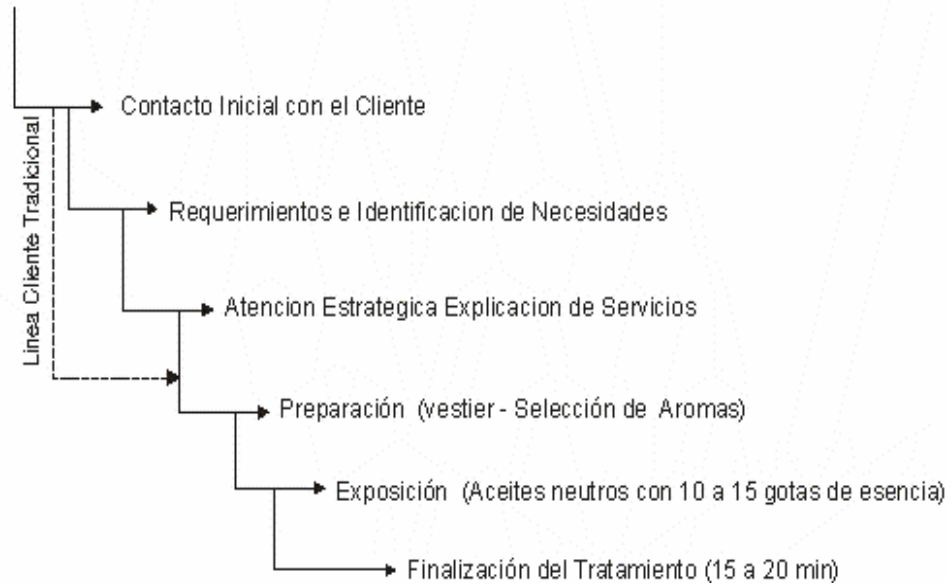 Contacto Inicial con el Cliente
Linea Cliente Tradicional
Requerimientos e Identificacion de Necesidades
Atencion Estrategica Explicacion de Servicios
Preparación (vestier - Selección de Aromas)
Exposición (Aceites neutros con 10 a 15 gotas de esencia)
Finalización del Tratamiento (15 a 20 min)